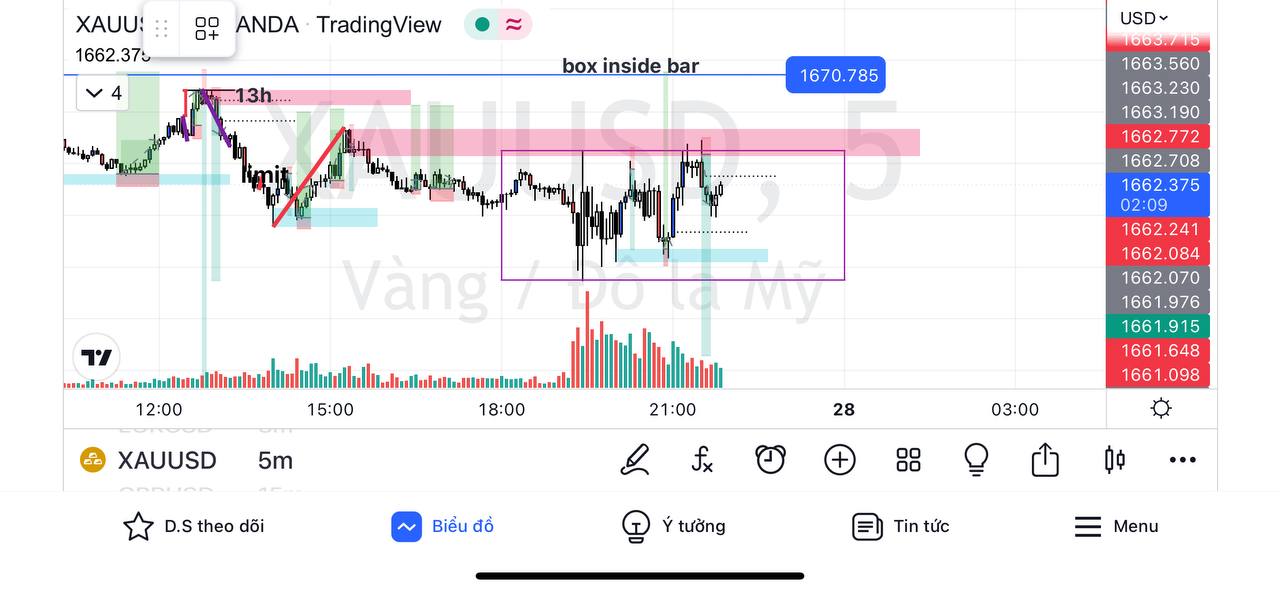 XAUUS ANDA · TradingView
1662.375
4
box inside bar
1670.785
13h
limit
XAUUSD, 5
Vàng / Đô la Mỹ
USD
1663.715
1663.560
1663.230
1663.190
1662.772
1662.708
1662.375
02:09
1662.241
1662.084
1662.070
1661.976
1661.915
1661.648
1661.098
12:00 15:00 18:00 21:00 28 03:00
XAUUSD 5m
D.S theo dõi Biểu đồ Ý tưởng Tin tức Menu